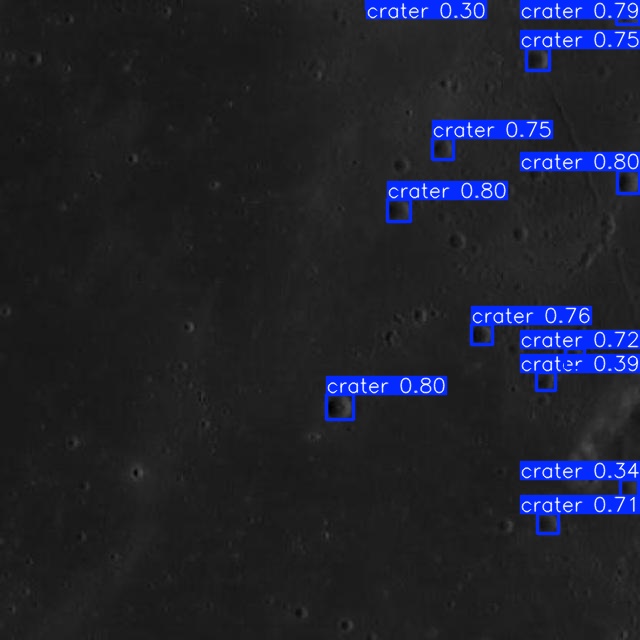 crater 0.30
crater 0.79
crater 0.75
crater 0.75
crater 0.80
crater 0.80
crater 0.76
crater 0.72
crater 0.39
crater 0.80
crater 0.34
crater 0.71